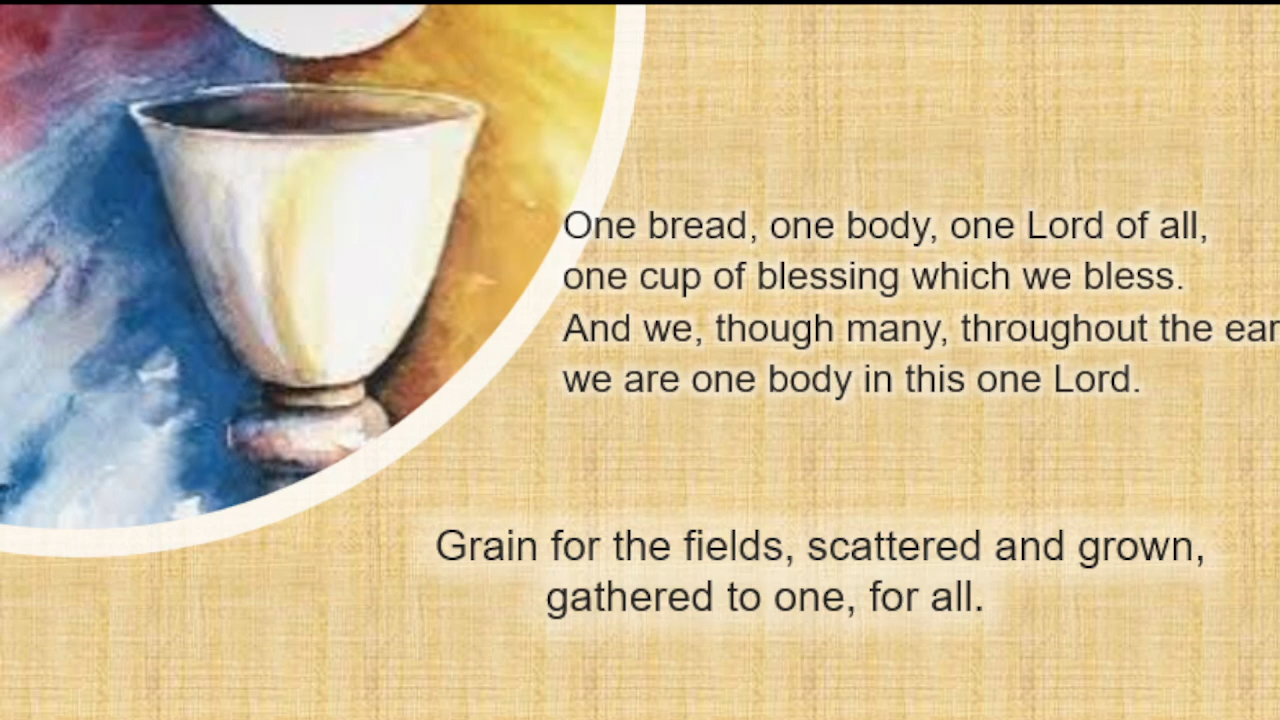 One bread, one body, one Lord of all,
one cup of blessing which we bless.
And we, though many, throughout the ear
we are one body in this one Lord.
Grain for the fields, scattered and grown,
gathered to one, for all.